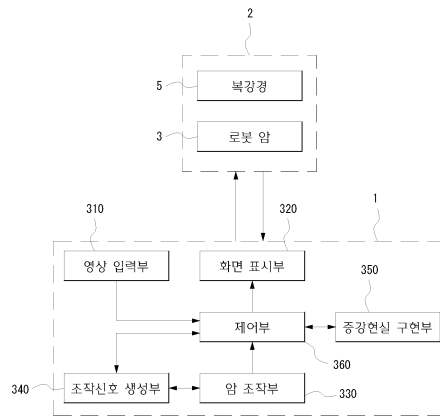 2
5
복강경
3
로봇 암
310
320
1
영상 입력부
화면 표시부
350
제어부
증강현실 구현부
360
340
조작신호 생성부
암 조작부
330